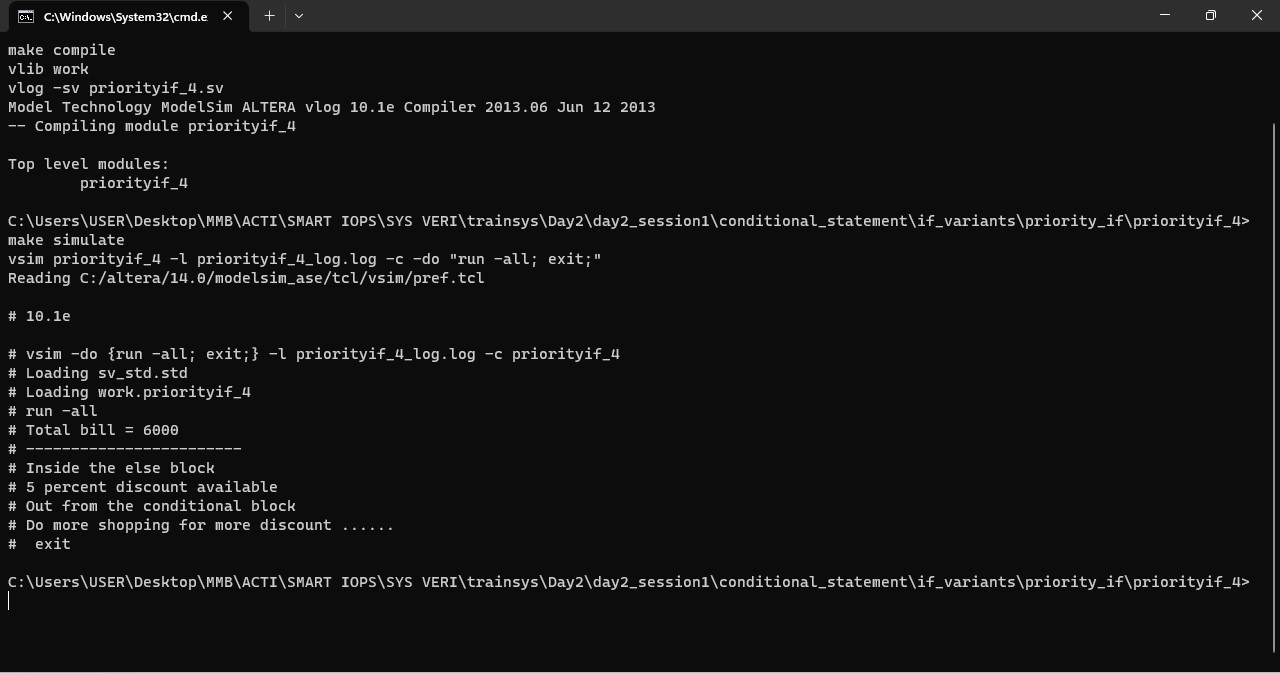 C:\Windows\System32\cmd.e
make compile
vlib work
vlog -sv priorityif_4.sv
Model Technology ModelSim ALTERA vlog 10.1e Compiler 2013.06 Jun 12 2013
-- Compiling module priorityif_4
Top level modules:
priorityif_4
C:\Users\USER\Desktop\MMB\ACTI\SMART IOPS\SYS VERI\trainsys\Day2\day2_session1\conditional_statement\if_variants\priority_if\priorityif_4>
make simulate
vsim priorityif_4 -l priorityif_4_log.log -c -do "run -all; exit;"
Reading C:/altera/14.0/modelsim_ase/tcl/vsim/pref.tcl
# 10.1e
# vsim -do {run -all; exit;} -l priorityif_4_log.log -c priorityif_4
# Loading sv_std.std
# Loading work.priorityif_4
# run -all
# Total bill = 6000
# ------------------------
# Inside the else block
# 5 percent discount available
# Out from the conditional block
# Do more shopping for more discount ......
#  exit
C:\Users\USER\Desktop\MMB\ACTI\SMART IOPS\SYS VERI\trainsys\Day2\day2_session1\conditional_statement\if_variants\priority_if\priorityif_4>